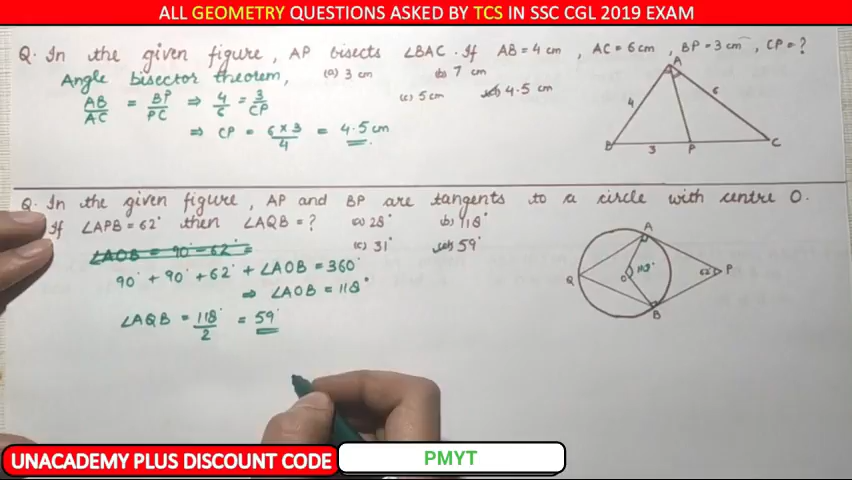 ALL GEOMETRY QUESTIONS ASKED BY TCS IN SSC CGL 2019 EXAM
Q. In the given figure, AP bisects ∠BAC. If AB = 4 cm, AC = 6 cm, BP = 3 cm, CP = ?
Angle bisector theorem, (a) 3 cm (b) 7 cm
(c) 5 cm (d) 4.5 cm
AB/AC = BP/PC ⇒ 4/6 = 3/CP
⇒ CP = 6×3/4 = 4.5 cm.
A
4
6
B
3
P
C
Q. In the given figure, AP and BP are tangents to a circle with centre O.
If ∠APB = 62° then ∠AQB = ? (a) 28° (b) 118°
(c) 31° (d) 59°
∠AOB = 90° - 62° =
90° + 90° + 62° + ∠AOB = 360°
⇒ ∠AOB = 118°
∠AQB = 118°/2 = 59°
A
Q
O
118°
62°
P
B
UNACADEMY PLUS DISCOUNT CODE
PMYT